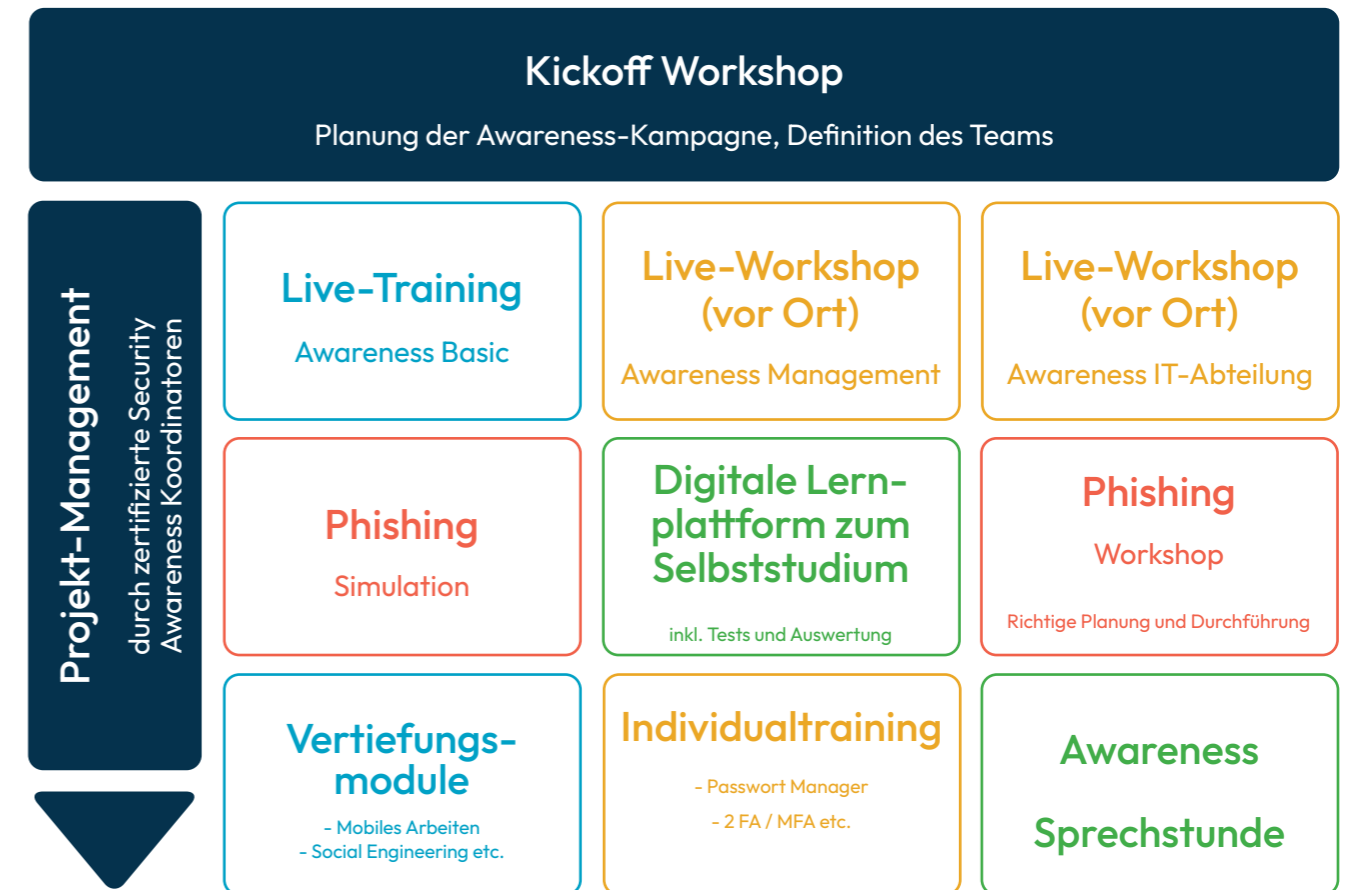 Kickoff Workshop
Planung der Awareness-Kampagne, Definition des Teams
Projekt-Management
durch zertifizierte Security
Awareness Koordinatoren
Live-Training
Awareness Basic
Live-Workshop
(vor Ort)
Awareness Management
Live-Workshop
(vor Ort)
Awareness IT-Abteilung
Phishing
Simulation
Digitale Lern-
plattform zum
Selbststudium
inkl. Tests und Auswertung
Phishing
Workshop
Richtige Planung und Durchführung
Vertiefungs-
module
- Mobiles Arbeiten
- Social Engineering etc.
Individualtraining
- Passwort Manager
- 2 FA / MFA etc.
Awareness
Sprechstunde